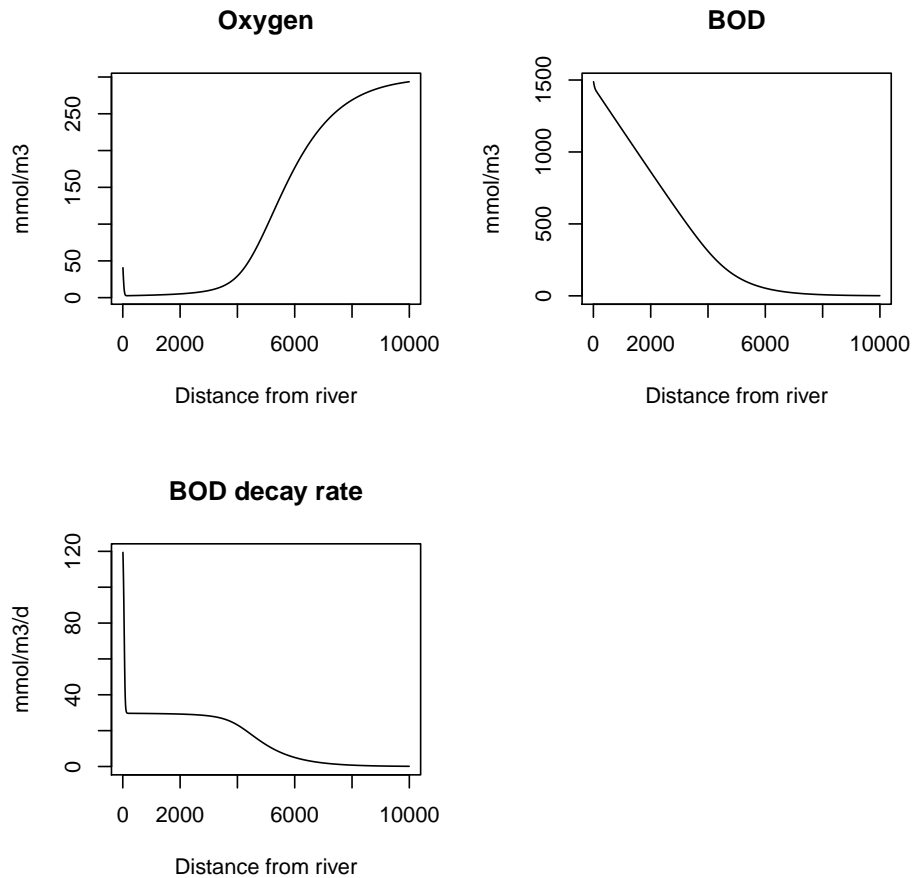 Oxygen
mmol/m3
0 50 150 250
0 2000 6000 10000
Distance from river
BOD
mmol/m3
0 500 1000 1500
0 2000 6000 10000
Distance from river
BOD decay rate
mmol/m3/d
0 40 80 120
0 2000 6000 10000
Distance from river